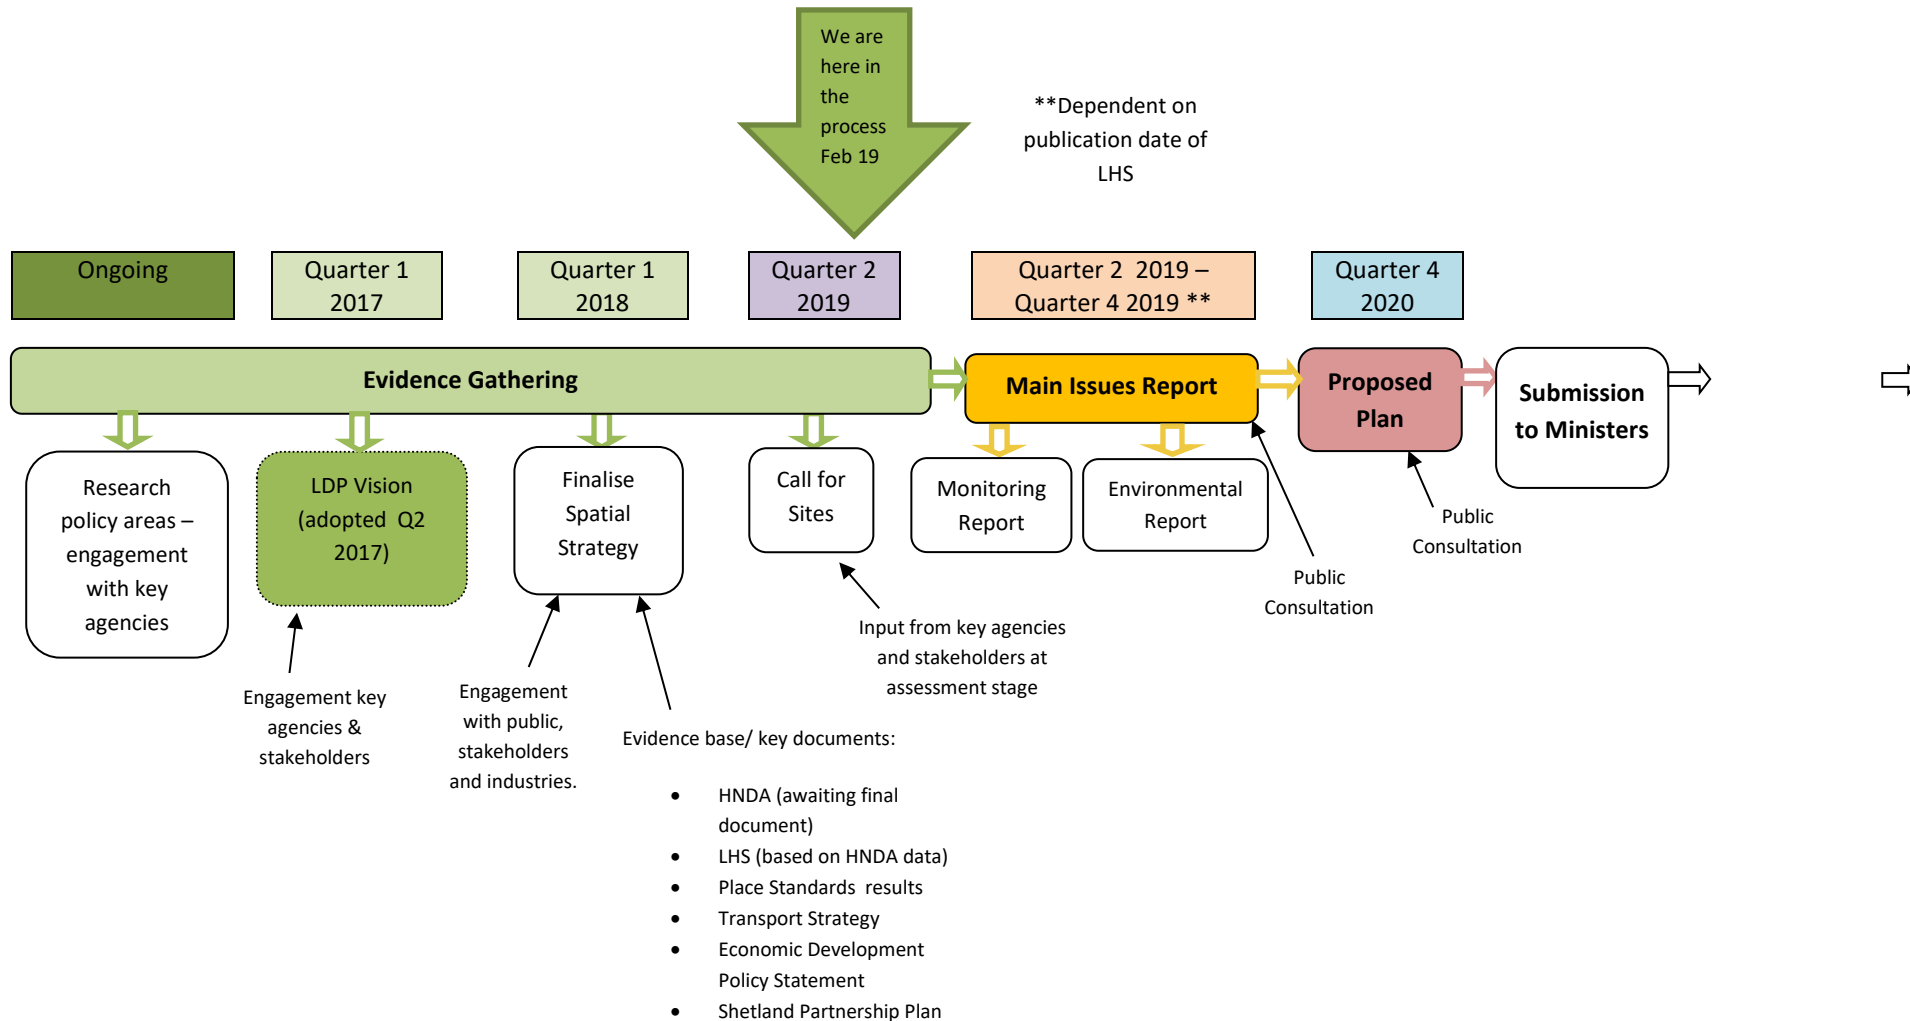 We are
here in
the
process
Feb 19
**Dependent on
publication date of
LHS
Ongoing
Quarter 1
2017
Quarter 1
2018
Quarter 2
2019
Quarter 2 2019 –
Quarter 4 2019 **
Quarter 4
2020
Evidence Gathering
Main Issues Report
Proposed
Plan
Submission
to Ministers
Research
policy areas –
engagement
with key
agencies
LDP Vision
(adopted Q2
2017)
Finalise
Spatial
Strategy
Call for
Sites
Monitoring
Report
Environmental
Report
Public
Consultation
Public
Consultation
Engagement key
agencies &
stakeholders
Engagement
with public,
stakeholders
and industries.
Input from key agencies
and stakeholders at
assessment stage
Evidence base/ key documents:
• HNDA (awaiting final
document)
• LHS (based on HNDA data)
• Place Standards results
• Transport Strategy
• Economic Development
Policy Statement
• Shetland Partnership Plan